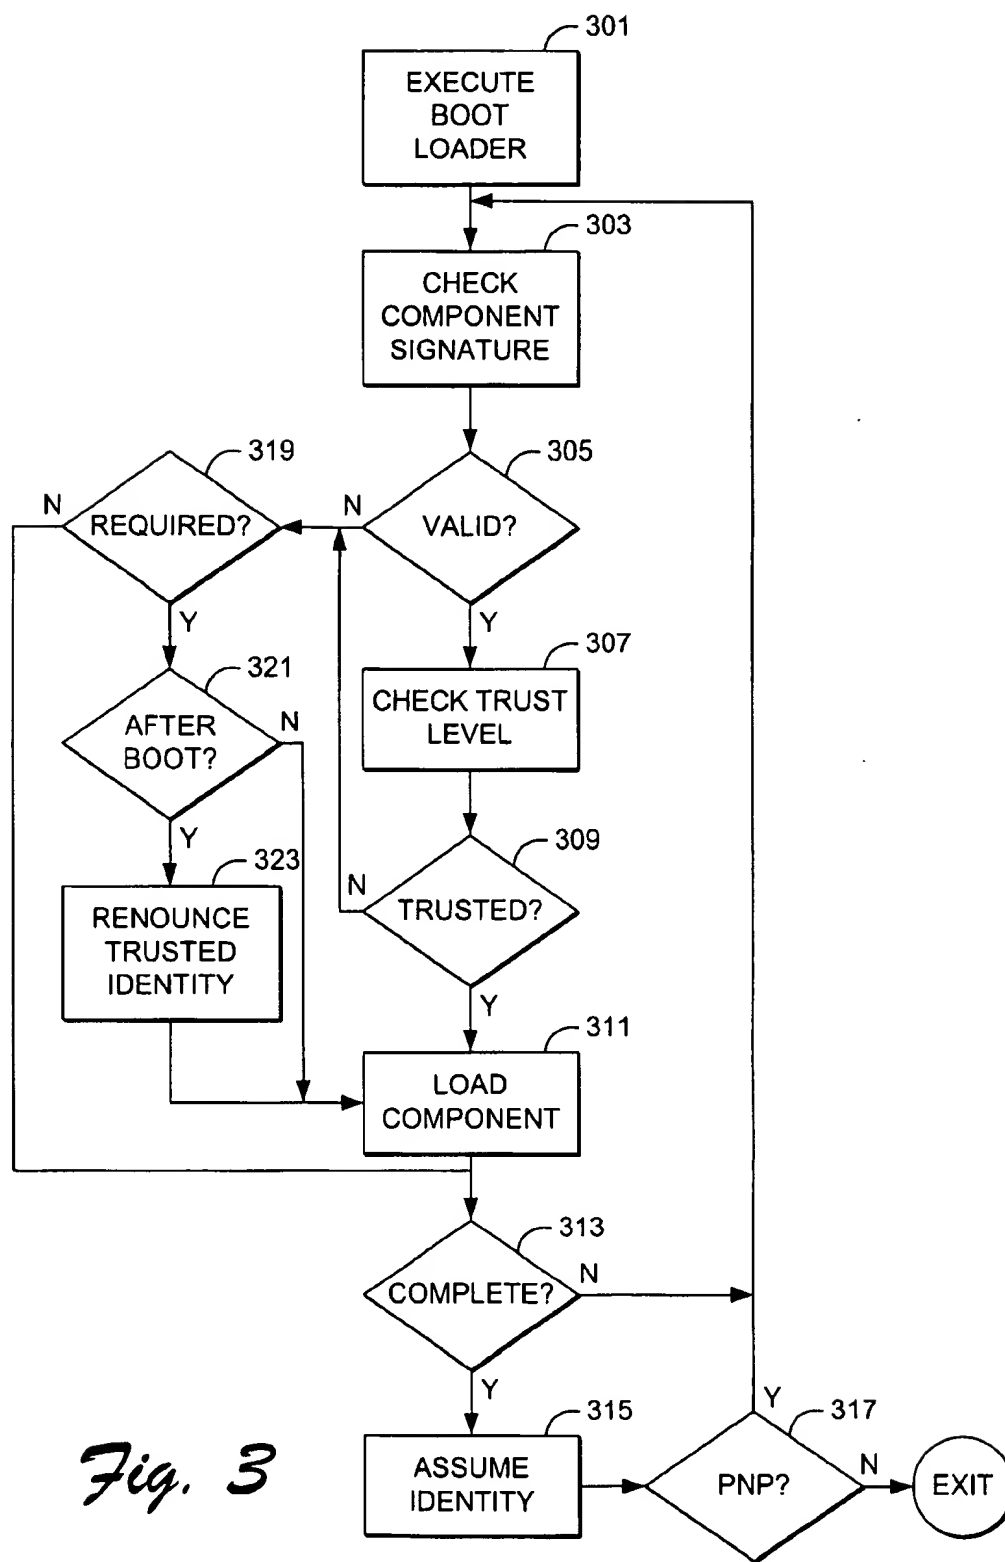 301
EXECUTE
BOOT
LOADER
303
CHECK
COMPONENT
SIGNATURE
319
305
N
REQUIRED?
N
VALID?
Y
Y
321
307
AFTER
BOOT?
N
CHECK TRUST
LEVEL
Y
323
309
N
RENOUNCE
TRUSTED
IDENTITY
TRUSTED?
Y
311
LOAD
COMPONENT
313
COMPLETE?
N
Y
Y
315
317
ASSUME
IDENTITY
PNP?
N
EXIT
Fig. 3